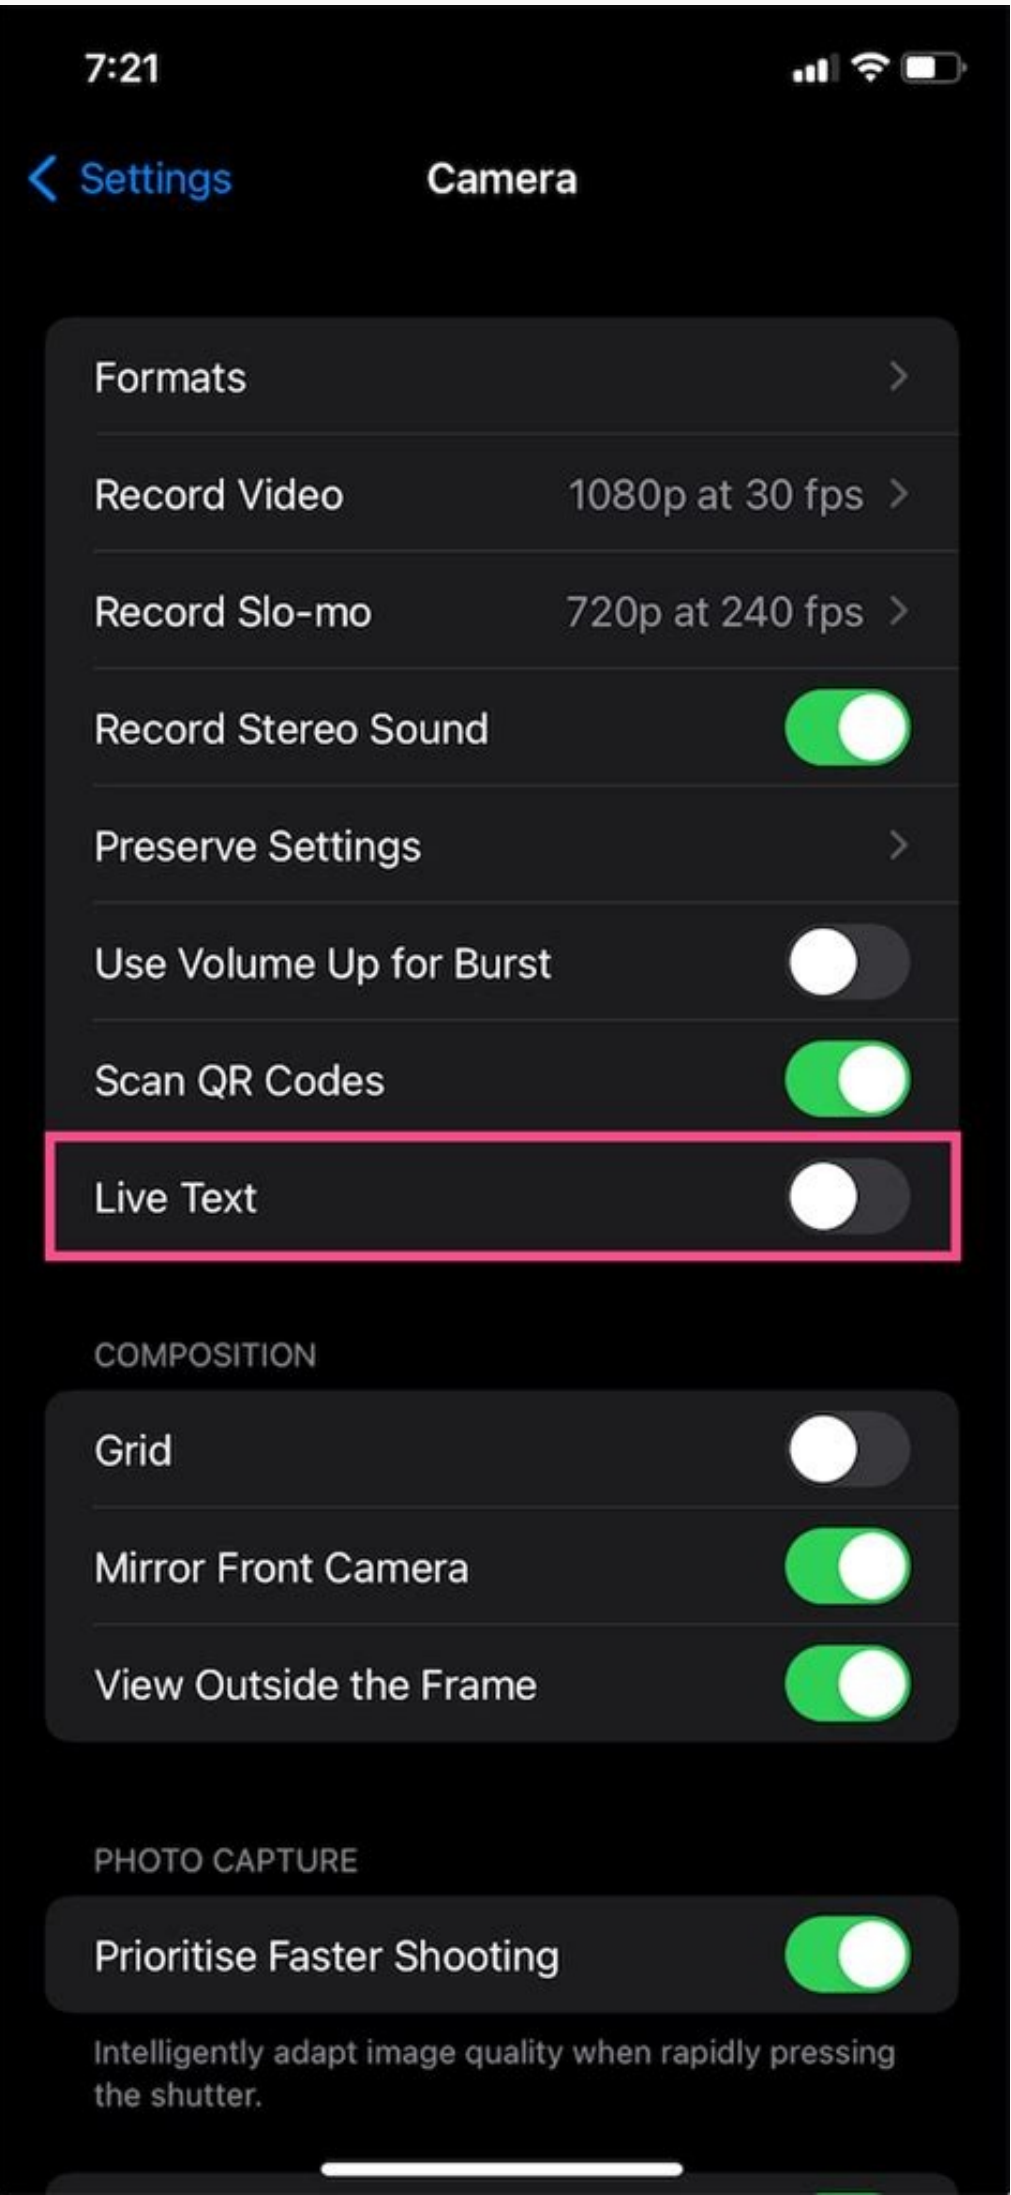 7:21
Settings
Camera
Formats
Record Video 1080p at 30 fps
Record Slo-mo 720p at 240 fps
Record Stereo Sound
Preserve Settings
Use Volume Up for Burst
Scan QR Codes
Live Text
COMPOSITION
Grid
Mirror Front Camera
View Outside the Frame
PHOTO CAPTURE
Prioritise Faster Shooting
Intelligently adapt image quality when rapidly pressing
the shutter.